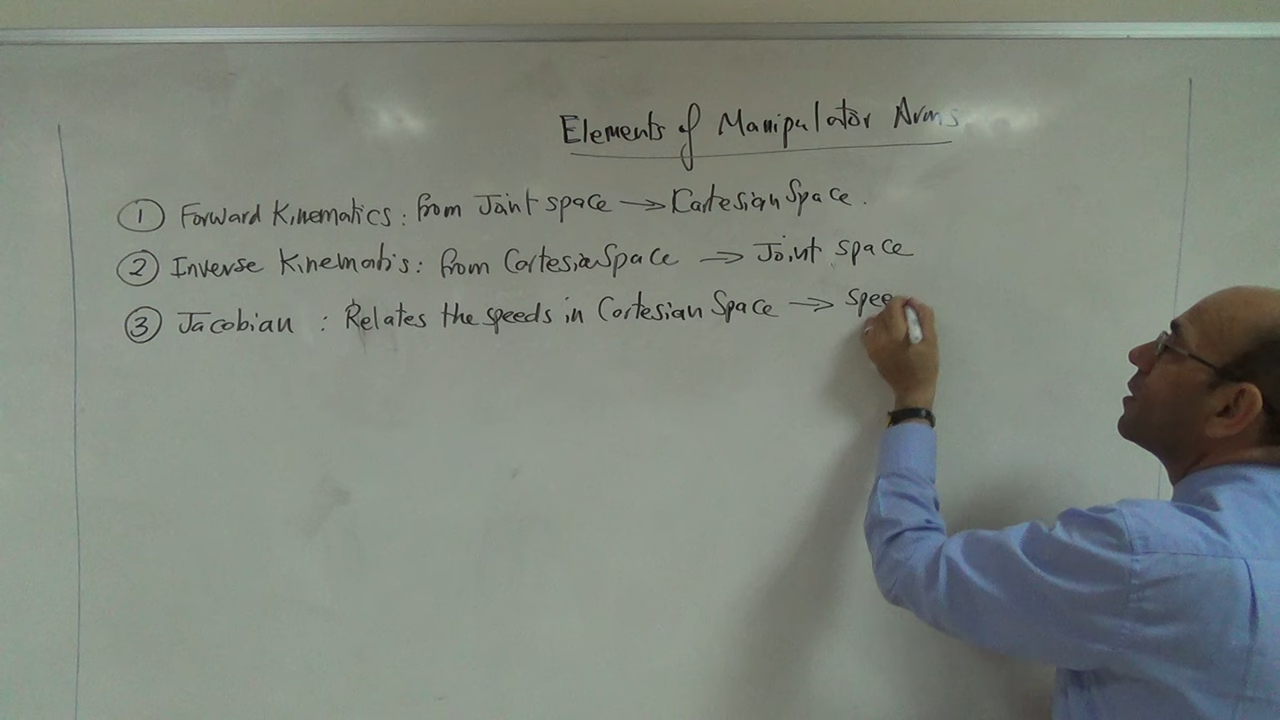 Elements of Manipulator Arms
① Forward Kinematics: from Joint space → Cartesian Space.
② Inverse Kinematis: from Cartesian Space → Joint space
③ Jacobian : Relates the speeds in Cartesian Space → spee